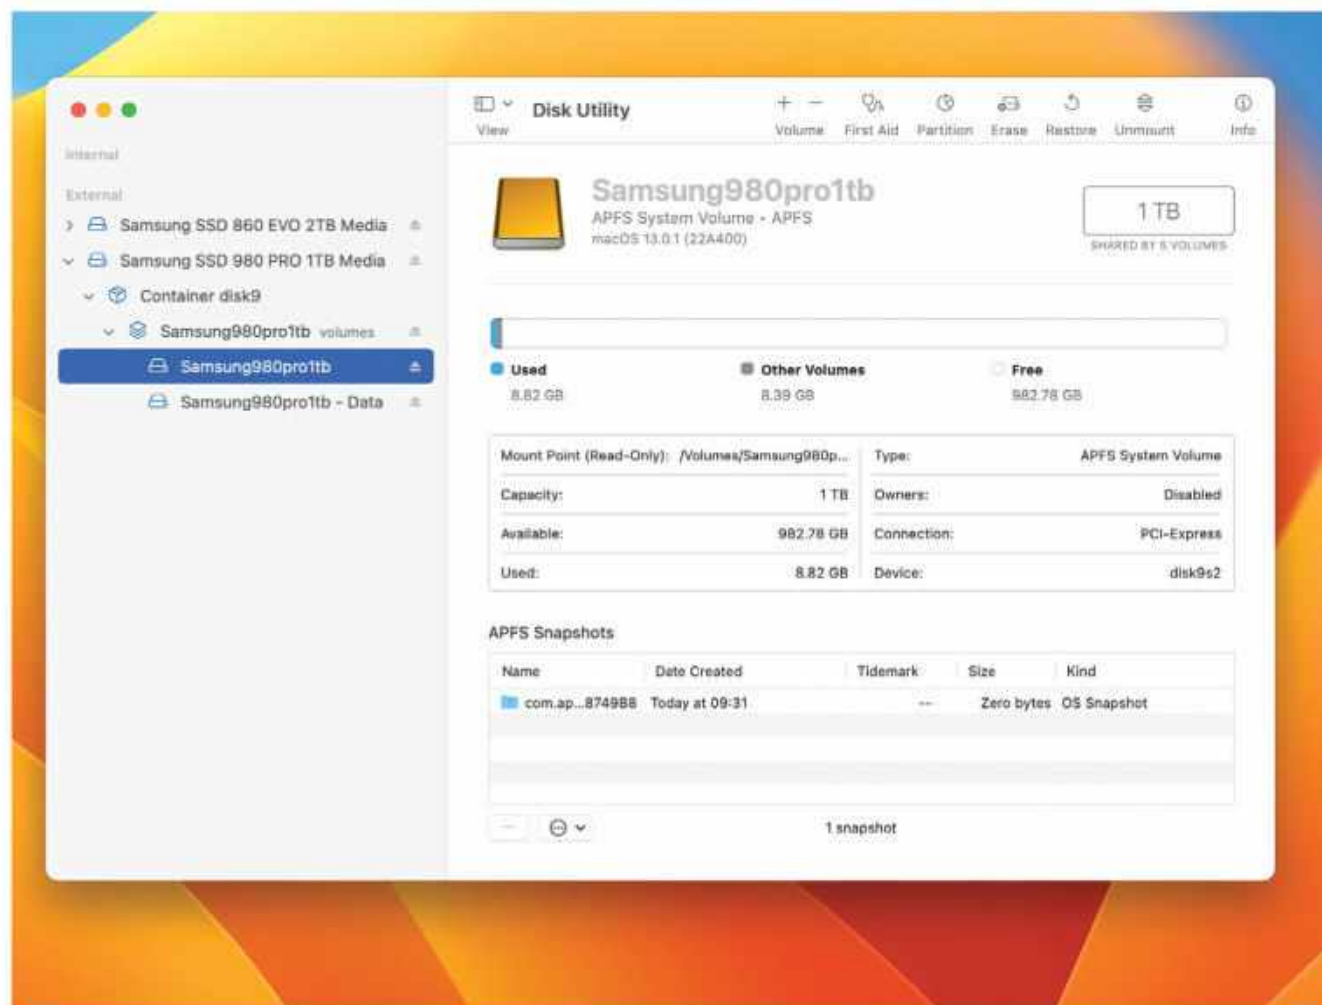 Disk Utility
View
Volume First Aid Partition Erase Restore Unmount Info
Internal
External
Samsung SSD 860 EVO 2TB Media
Samsung SSD 980 PRO 1TB Media
Container disk9
Samsung980pro1tb volumes
Samsung980pro1tb
Samsung980pro1tb - Data
Samsung980pro1tb
APFS System Volume • APFS
macOS 13.0.1 (22A400)
1 TB
SHARED BY 6 VOLUMES
Used
8.82 GB
Other Volumes
8.39 GB
Free
982.78 GB
Mount Point (Read-Only): /Volumes/Samsung980p... Type: APFS System Volume
Capacity: 1 TB Owners: Disabled
Available: 982.78 GB Connection: PCI-Express
Used: 8.82 GB Device: disk9s2
APFS Snapshots
Name Date Created Tidemark Size Kind
com.ap...8749B8 Today at 09:31 -- Zero bytes OS Snapshot
1 snapshot